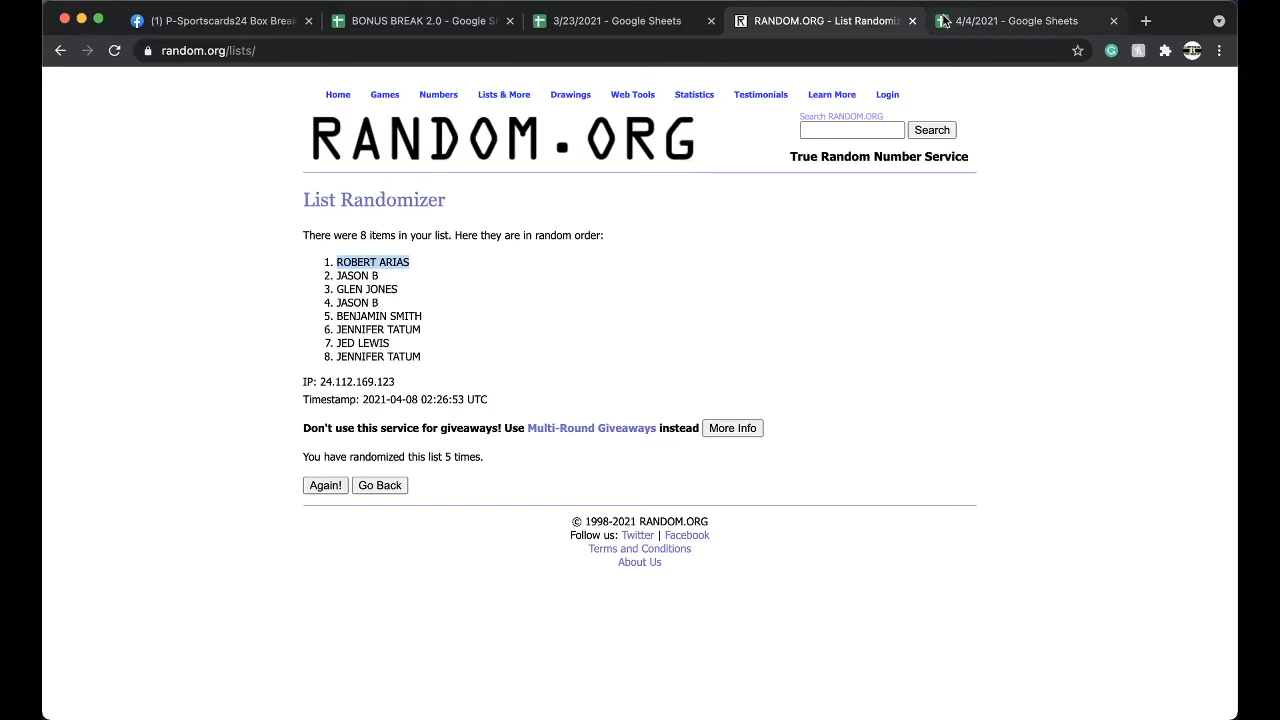 (1) P-Sportscards24 Box Break
BONUS BREAK 2.0 - Google S
3/23/2021 - Google Sheets
RANDOM.ORG - List Randomiz
4/4/2021 - Google Sheets
random.org/lists/
Home Games Numbers Lists & More Drawings Web Tools Statistics Testimonials Learn More Login
RANDOM.ORG
Search RANDOM.ORG
Search
True Random Number Service
List Randomizer
There were 8 items in your list. Here they are in random order:
1. ROBERT ARIAS
2. JASON B
3. GLEN JONES
4. JASON B
5. BENJAMIN SMITH
6. JENNIFER TATUM
7. JED LEWIS
8. JENNIFER TATUM
IP: 24.112.169.123
Timestamp: 2021-04-08 02:26:53 UTC
Don't use this service for giveaways! Use Multi-Round Giveaways instead More Info
You have randomized this list 5 times.
Again! Go Back
© 1998-2021 RANDOM.ORG
Follow us: Twitter | Facebook
Terms and Conditions
About Us